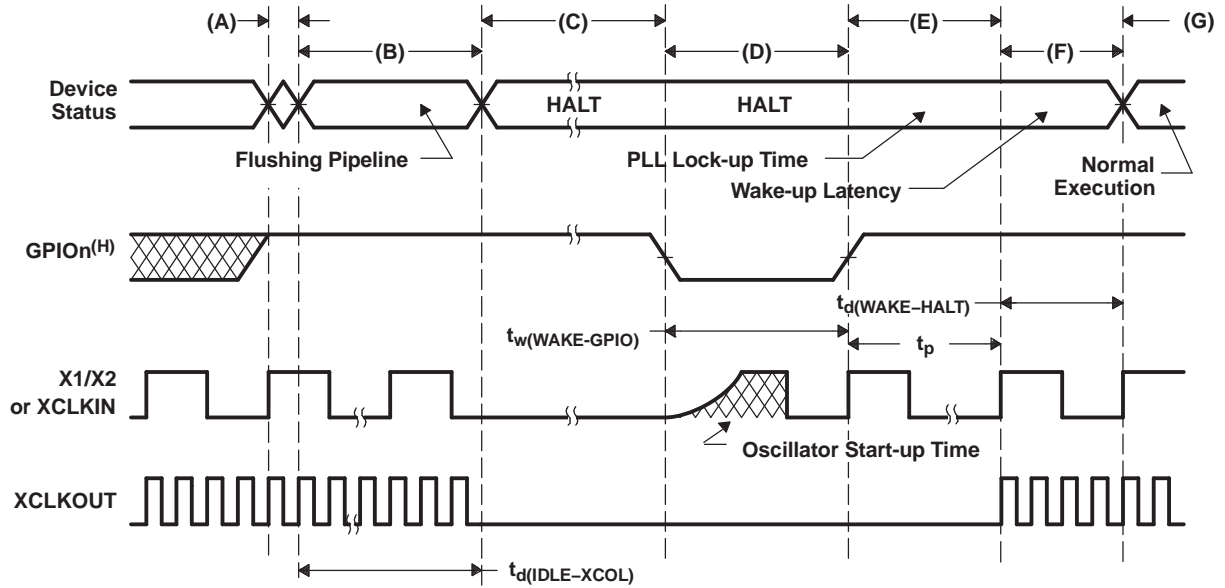 (A)
(C)
(E)
(G)
(B)
(D)
(F)
Device
Status
HALT
HALT
Flushing Pipeline
PLL Lock-up Time
Wake-up Latency
Normal
Execution
GPIOn(H)
td(WAKE–HALT)
tw(WAKE-GPIO)
tp
X1/X2
or XCLKIN
Oscillator Start-up Time
XCLKOUT
td(IDLE–XCOL)